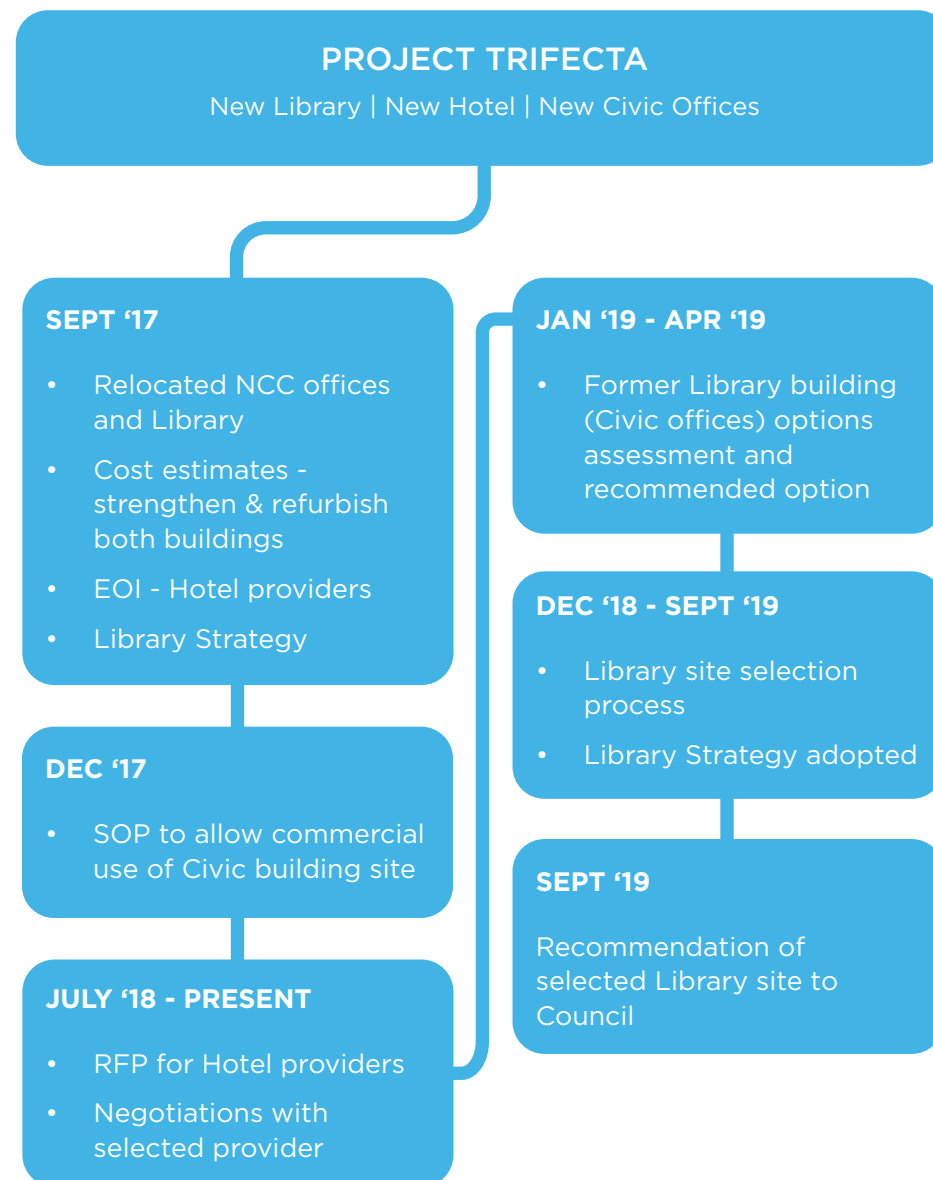 PROJECT TRIFECTA
New Library | New Hotel | New Civic Offices
SEPT ‘17
• Relocated NCC offices
and Library
• Cost estimates -
strengthen & refurbish
both buildings
• EOI - Hotel providers
• Library Strategy
DEC ‘17
• SOP to allow commercial
use of Civic building site
JULY ‘18 - PRESENT
• RFP for Hotel providers
• Negotiations with
selected provider
JAN ‘19 - APR ‘19
• Former Library building
(Civic offices) options
assessment and
recommended option
DEC ‘18 - SEPT ‘19
• Library site selection
process
• Library Strategy adopted
SEPT ‘19
Recommendation of
selected Library site to
Council